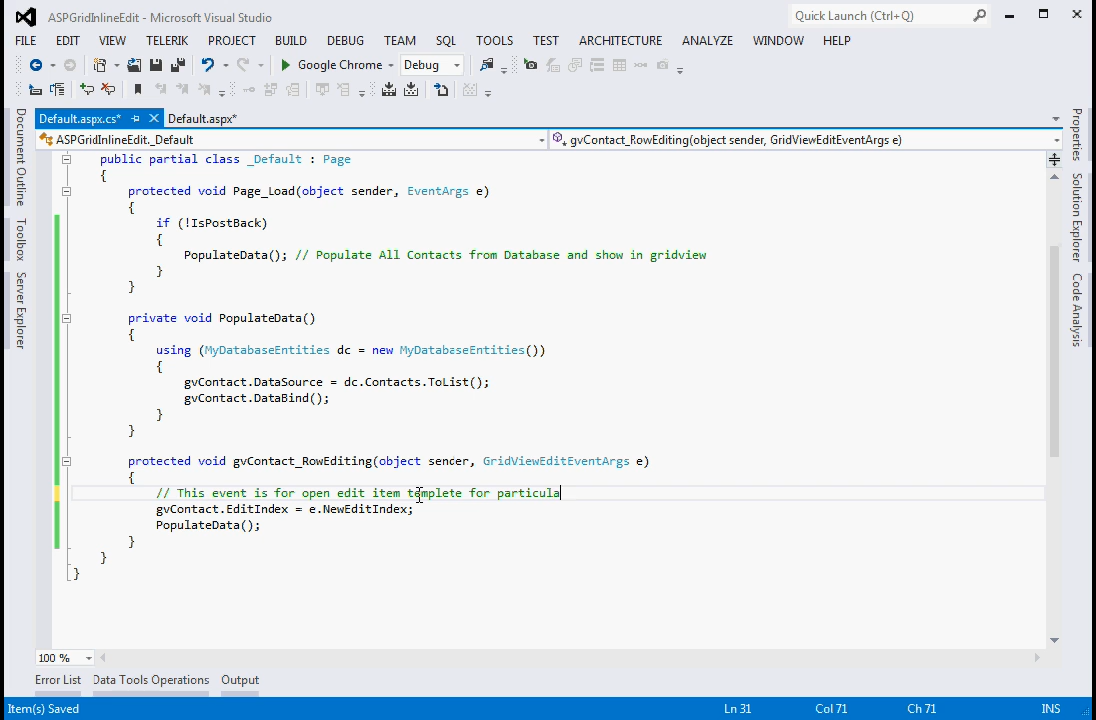 ASPGridInlineEdit - Microsoft Visual Studio
Quick Launch (Ctrl+Q)
FILE EDIT VIEW TELERIK PROJECT BUILD DEBUG TEAM SQL TOOLS TEST ARCHITECTURE ANALYZE WINDOW HELP
Google Chrome Debug
Default.aspx.cs* Default.aspx*
ASPGridInlineEdit._Default gvContact_RowEditing(object sender, GridViewEditEventArgs e)
Document Outline
Toolbox
Server Explorer
public partial class _Default : Page
{
protected void Page_Load(object sender, EventArgs e)
{
if (!IsPostBack)
{
PopulateData(); // Populate All Contacts from Database and show in gridview
}
}
private void PopulateData()
{
using (MyDatabaseEntities dc = new MyDatabaseEntities())
{
gvContact.DataSource = dc.Contacts.ToList();
gvContact.DataBind();
}
}
protected void gvContact_RowEditing(object sender, GridViewEditEventArgs e)
{
// This event is for open edit item templete for particula
gvContact.EditIndex = e.NewEditIndex;
PopulateData();
}
}
}
Properties
Solution Explorer
Code Analysis
100 %
Error List Data Tools Operations Output
Item(s) Saved Ln 31 Col 71 Ch 71 INS